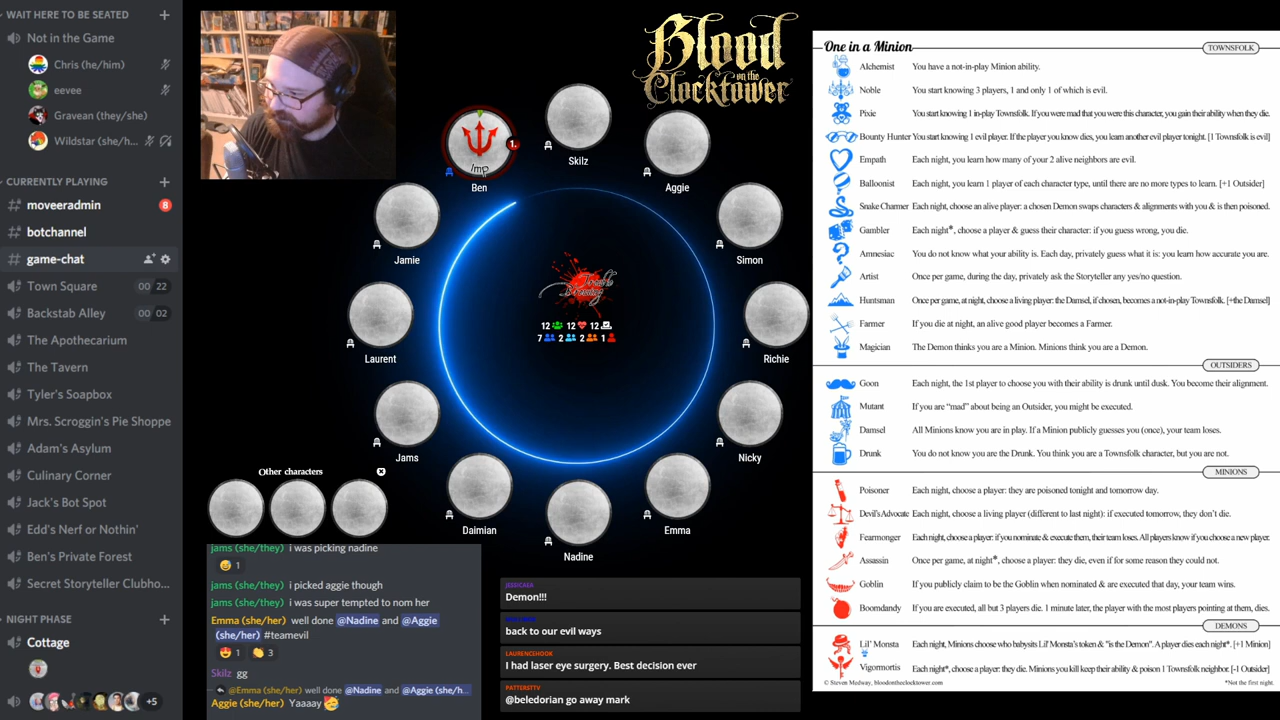 WAIT HERE TO BE SEATED
Not in the Game
Chris (he/him)
eevee
Gravean (they/she)
Wildstar (she/h...
CURRENTLY PLAYING
moveeradmin
8
botchannel
game-chat
Town Square
00 22
Backstab Alley
00 02
The Apothecarium
The Tavern
Tyler's Soapbox
Mrs. Scroggin's Pie Shoppe
Adam's Asylum
Creamy Core
Jack's Bot Spot
Edd's Nerf or Nothin'
Ben's Private Forest
Secret Storyteller Clubho...
NIGHT PHASE
Cottage
+5
Blood
on the
Clocktower
Imp
1.
Ben
Skilz
Aggie
Simon
Richie
Nicky
Emma
Nadine
Daimian
Jams
Laurent
Jamie
Trouble
Brewing
12 12 12
7 2 2 1
Other characters
jams (she/they) i was picking nadine
1
jams (she/they) i picked aggie though
jams (she/they) i was super tempted to nom her
Emma (she/her) well done @Nadine and @Aggie
(she/her) #teamevil
1 3
Skilz gg
@Emma (she/her) well done @Nadine and @Aggie (she/h...
Aggie (she/her) Yaaaay
Demon!!!
back to our evil ways
LAURENCEHOOK
I had laser eye surgery. Best decision ever
PATTERSTTV
@beledorian go away mark
One in a Minion
TOWNSFOLK
Alchemist You have a not-in-play Minion ability.
Noble You start knowing 3 players, 1 and only 1 of which is evil.
Pixie You start knowing 1 in-play Townsfolk. If you were mad that you were this character, you gain their ability when they die.
Bounty Hunter You start knowing 1 evil player. If the player you know dies, you learn another evil player tonight. [1 Townsfolk is evil]
Empath Each night, you learn how many of your 2 alive neighbors are evil.
Balloonist Each night, you learn 1 player of each character type, until there are no more types to learn. [+1 Outsider]
Snake Charmer Each night, choose an alive player: a chosen Demon swaps characters & alignments with you & is then poisoned.
Gambler Each night*, choose a player & guess their character: if you guess wrong, you die.
Amnesiac You do not know what your ability is. Each day, privately guess what it is: you learn how accurate you are.
Artist Once per game, during the day, privately ask the Storyteller any yes/no question.
Huntsman Once per game, at night, choose a living player: the Damsel, if chosen, becomes a not-in-play Townsfolk. [+the Damsel]
Farmer If you die at night, an alive good player becomes a Farmer.
Magician The Demon thinks you are a Minion. Minions think you are a Demon.
OUTSIDERS
Goon Each night, the 1st player to choose you with their ability is drunk until dusk. You become their alignment.
Mutant If you are “mad” about being an Outsider, you might be executed.
Damsel All Minions know you are in play. If a Minion publicly guesses you (once), your team loses.
Drunk You do not know you are the Drunk. You think you are a Townsfolk character, but you are not.
MINIONS
Poisoner Each night, choose a player: they are poisoned tonight and tomorrow day.
Devil's Advocate Each night, choose a living player (different to last night): if executed tomorrow, they don't die.
Fearmonger Each night, choose a player: if you nominate & execute them, their team loses. All players know if you choose a new player.
Assassin Once per game, at night*, choose a player: they die, even if for some reason they could not.
Goblin If you publicly claim to be the Goblin when nominated & are executed that day, your team wins.
Boomdandy If you are executed, all but 3 players die. 1 minute later, the player with the most players pointing at them, dies.
DEMONS
Lil' Monsta Each night, Minions choose who babysits Lil' Monsta's token & "is the Demon". A player dies each night*. [+1 Minion]
Vigormortis Each night*, choose a player: they die. Minions you kill keep their ability & poison 1 Townsfolk neighbor. [-1 Outsider]
© Steven Medway, bloodontheclocktower.com
*Not the first night